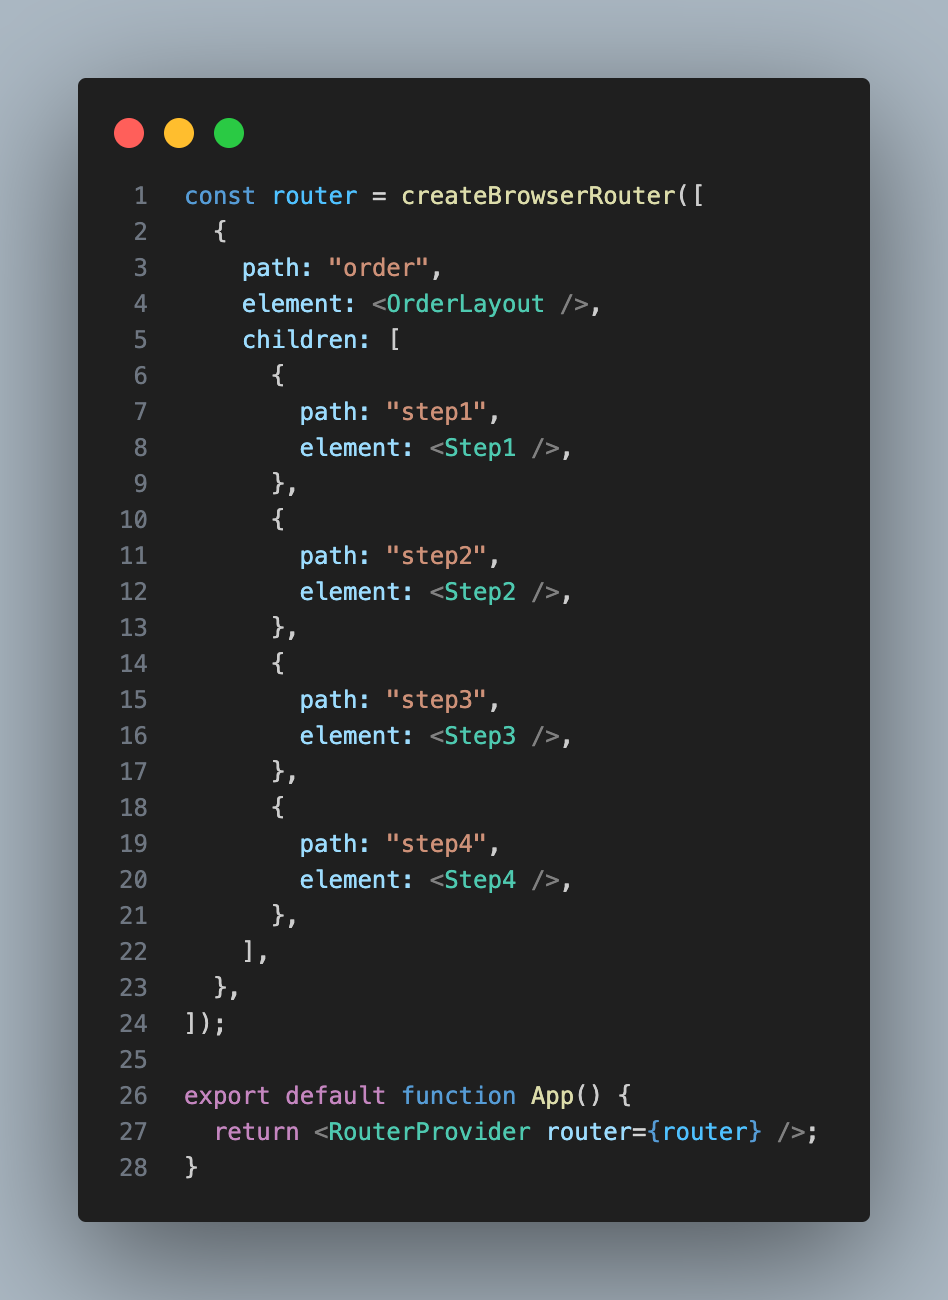 1 const router = createBrowserRouter([
2   {
3     path: "order",
4     element: <OrderLayout />,
5     children: [
6       {
7         path: "step1",
8         element: <Step1 />,
9       },
10       {
11         path: "step2",
12         element: <Step2 />,
13       },
14       {
15         path: "step3",
16         element: <Step3 />,
17       },
18       {
19         path: "step4",
20         element: <Step4 />,
21       },
22     ],
23   },
24 ]);
25
26 export default function App() {
27   return <RouterProvider router={router} />;
28 }